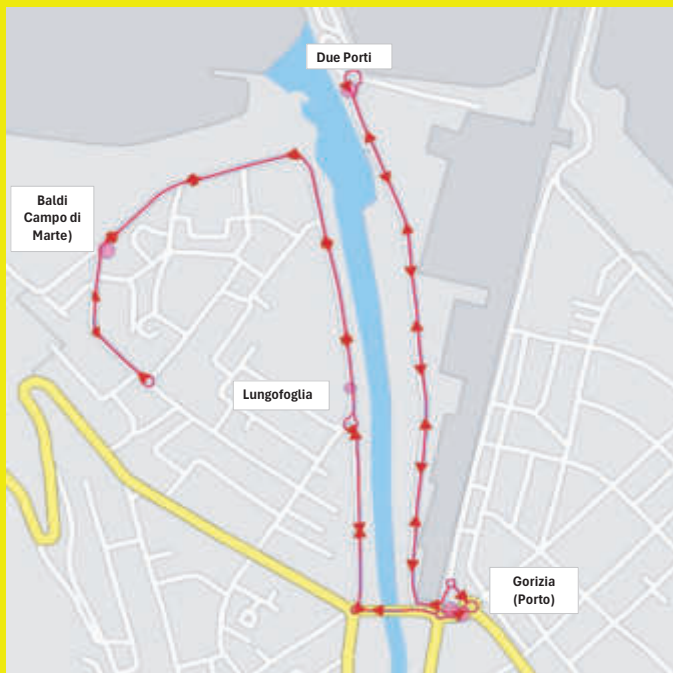 Due Porti
Baldi
Campo di
Marte)
Lungofoglia
Gorizia
(Porto)